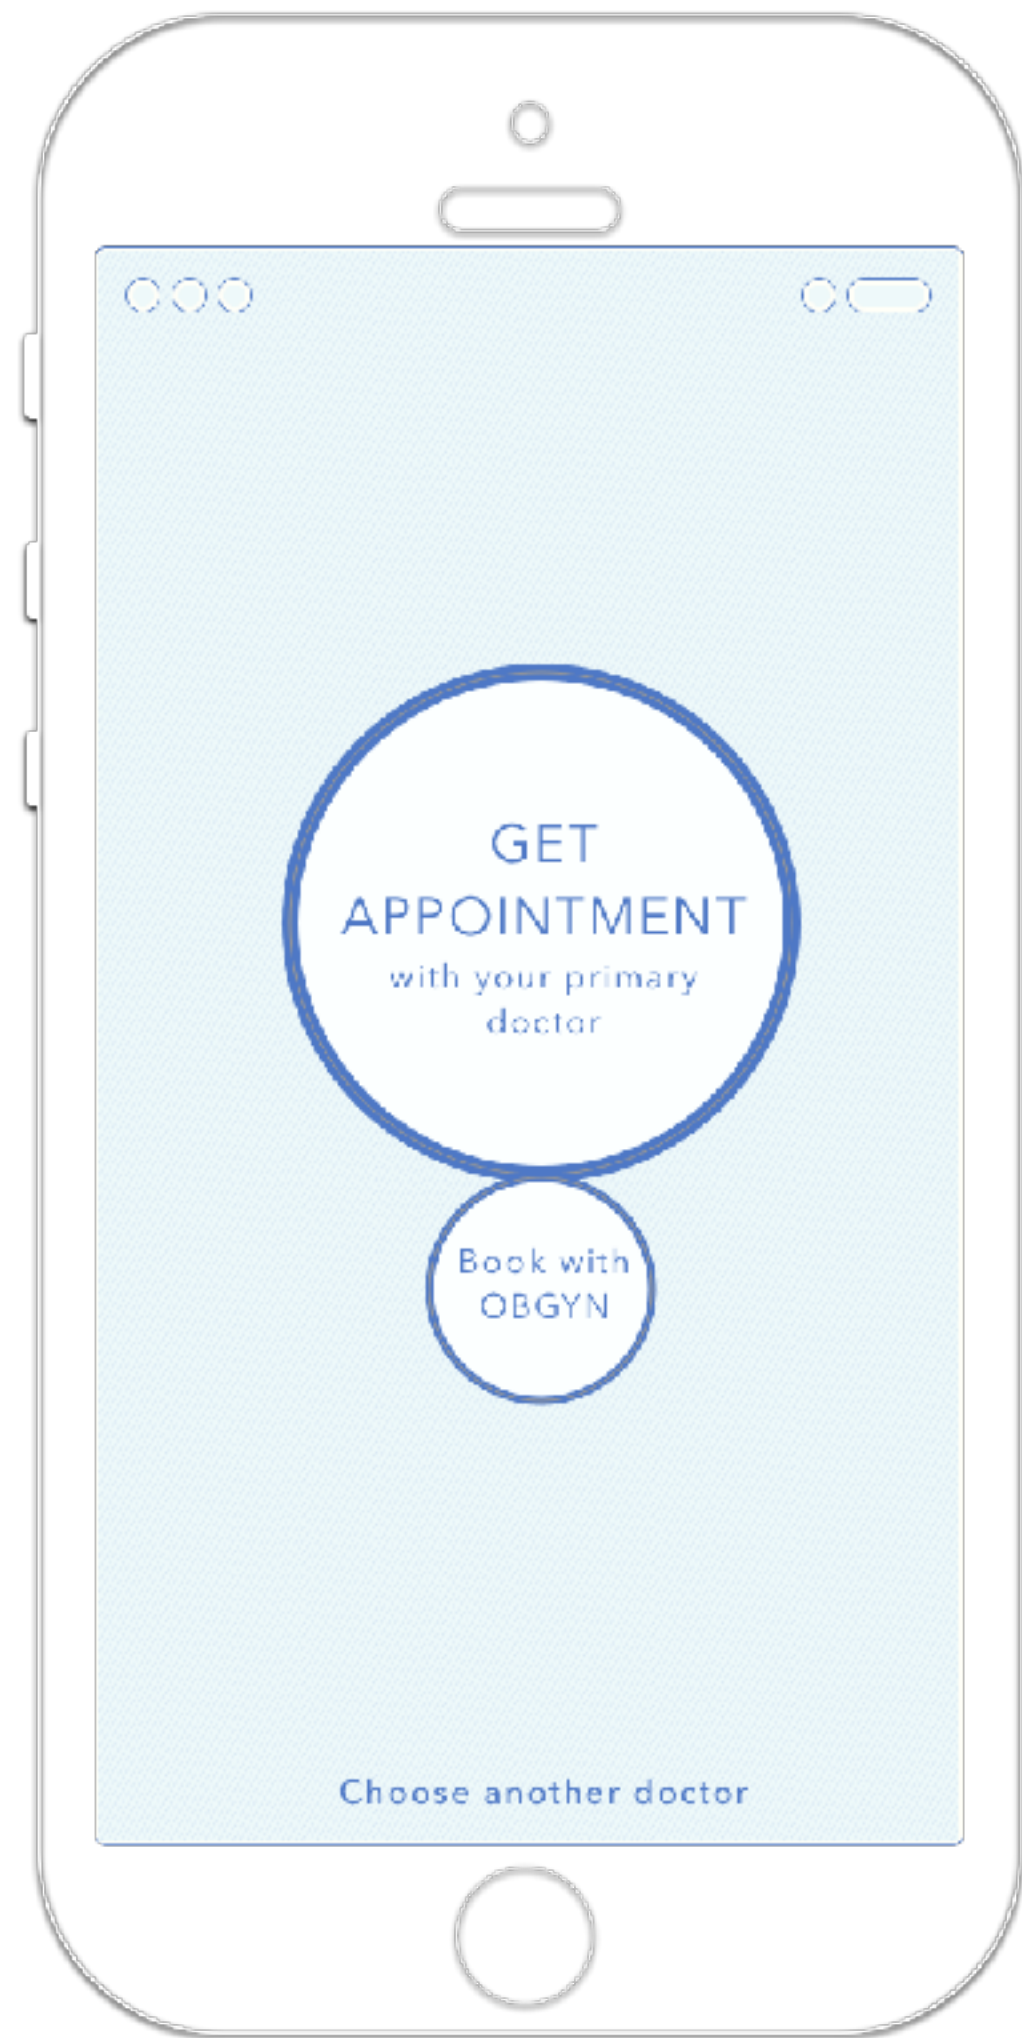 GET
APPOINTMENT
with your primary
doctor
Book with
OBGYN
Choose another doctor